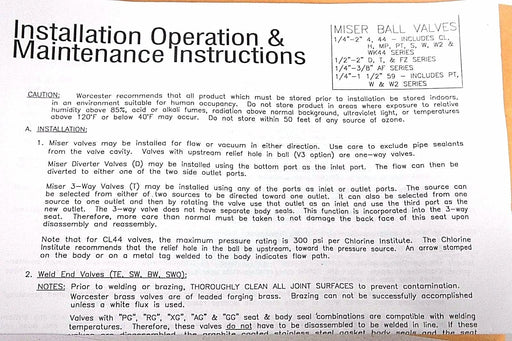 Installation Operation &
Maintenance Instructions
MISER BALL VALVES
1/4"-2" 4, 44 - INCLUDES CL,
H, MP, PT, S, W, W2 &
WK44 SERIES
1/2"-2" D, T, & FZ SERIES
1/4"-3/8" AF SERIES
1/4"-1 1/2" 59 - INCLUDES PT,
W & W2 SERIES
CAUTION: Worcester recommends that all product which must be stored prior to installation be stored indoors,
in an environment suitable for human occupancy. Do not store product in areas where exposure to relative
humidity above 85%, acid or alkali fumes, radiation above normal background, ultraviolet light, or temperatures
above 120°F or below 40°F may occur. Do not store within 50 feet of any source of ozone.
A. INSTALLATION:
1. Miser valves may be installed for flow or vacuum in either direction. Use care to exclude pipe sealants
from the valve cavity. Valves with upstream relief hole in ball (V3 option) are one-way valves.
Miser Diverter Valves (D) may be installed using the bottom port as the inlet port. The flow can then be
diverted to either one of the two side outlet ports.
Miser 3-Way Valves (T) may be installed using any of the ports as inlet or outlet ports. The source can
be selected from either of two sources to be directed toward one outlet. It can also be selected from one
source to one outlet and then by rotating the valve use that outlet as an inlet and use the third port as the
new outlet. The 3-way valve does not have separate body seals. This function is incorporated into the 3-way
seat. Therefore, more care than normal must be taken to not damage the back face of this seat upon
disassembly and reassembly.
Note that for CL44 valves, the maximum pressure rating is 300 psi per Chlorine Institute. The Chlorine
Institute recommends that the relief hole in the ball be upstream, toward the pressure source. An arrow stamped
on the body or on a metal tag welded to the body indicates flow path.
2. Weld End Valves (TE, SW, BW, SWO):
NOTES: Prior to welding or brazing, THOROUGHLY CLEAN ALL JOINT SURFACES to prevent contamination.
Worcester brass valves are of leaded forging brass. Brazing can not be successfully accomplished
unless a white flux is used.
Valves with "PG", "RG", "XG", "AG" & "GG" seat & body seal combinations are compatible with welding
temperatures. Therefore, these valves do not have to be disassembled to be welded in line. If these
valves are disassembled, the graphite coated stainless steel gasket body seals and the seat